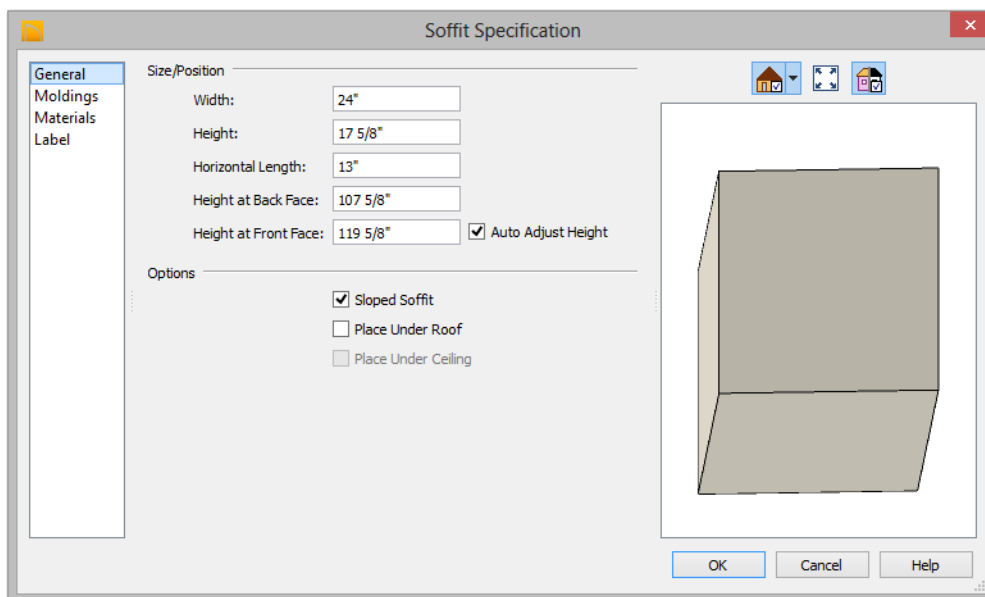 Soffit Specification
General
Moldings
Materials
Label
Size/Position
Width: 24"
Height: 17 5/8"
Horizontal Length: 13"
Height at Back Face: 107 5/8"
Height at Front Face: 119 5/8" Auto Adjust Height
Options
Sloped Soffit
Place Under Roof
Place Under Ceiling
OK Cancel Help